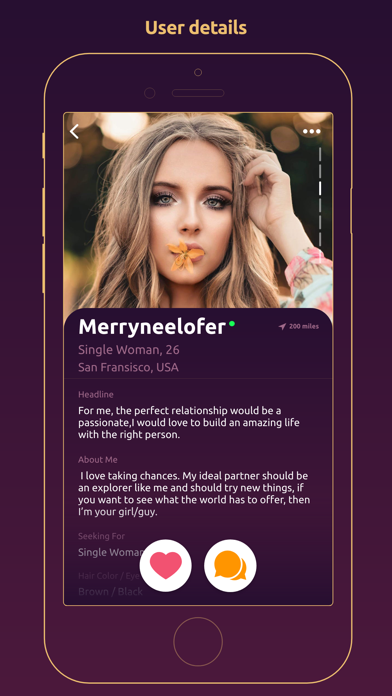 User details
Merryneelofer
200 miles
Single Woman, 26
San Fransisco, USA
Headline
For me, the perfect relationship would be a
passionate,I would love to build an amazing life
with the right person.
About Me
I love taking chances. My ideal partner should be
an explorer like me and should try new things, if
you want to see what the world has to offer, then
I'm your girl/guy.
Seeking For
Single Woman
Hair Color / Eye
Brown / Black